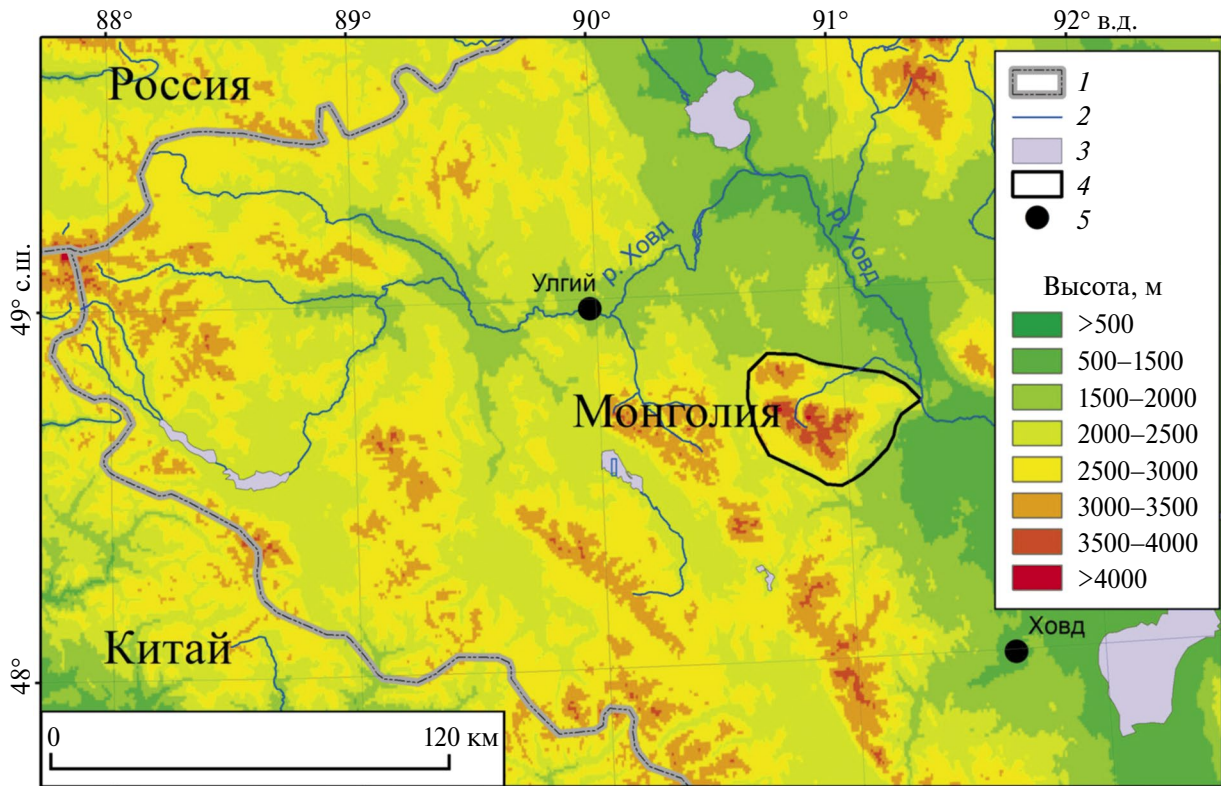 88°
89°
90°
91°
92° в.д.
Россия
1
2
3
4
5
р. Ховд
р. Ховд
49° с.ш.
Улгий
Высота, м
>500
500–1500
1500–2000
2000–2500
2500–3000
3000–3500
3500–4000
>4000
Монголия
Китай
Ховд
48°
0
120 км